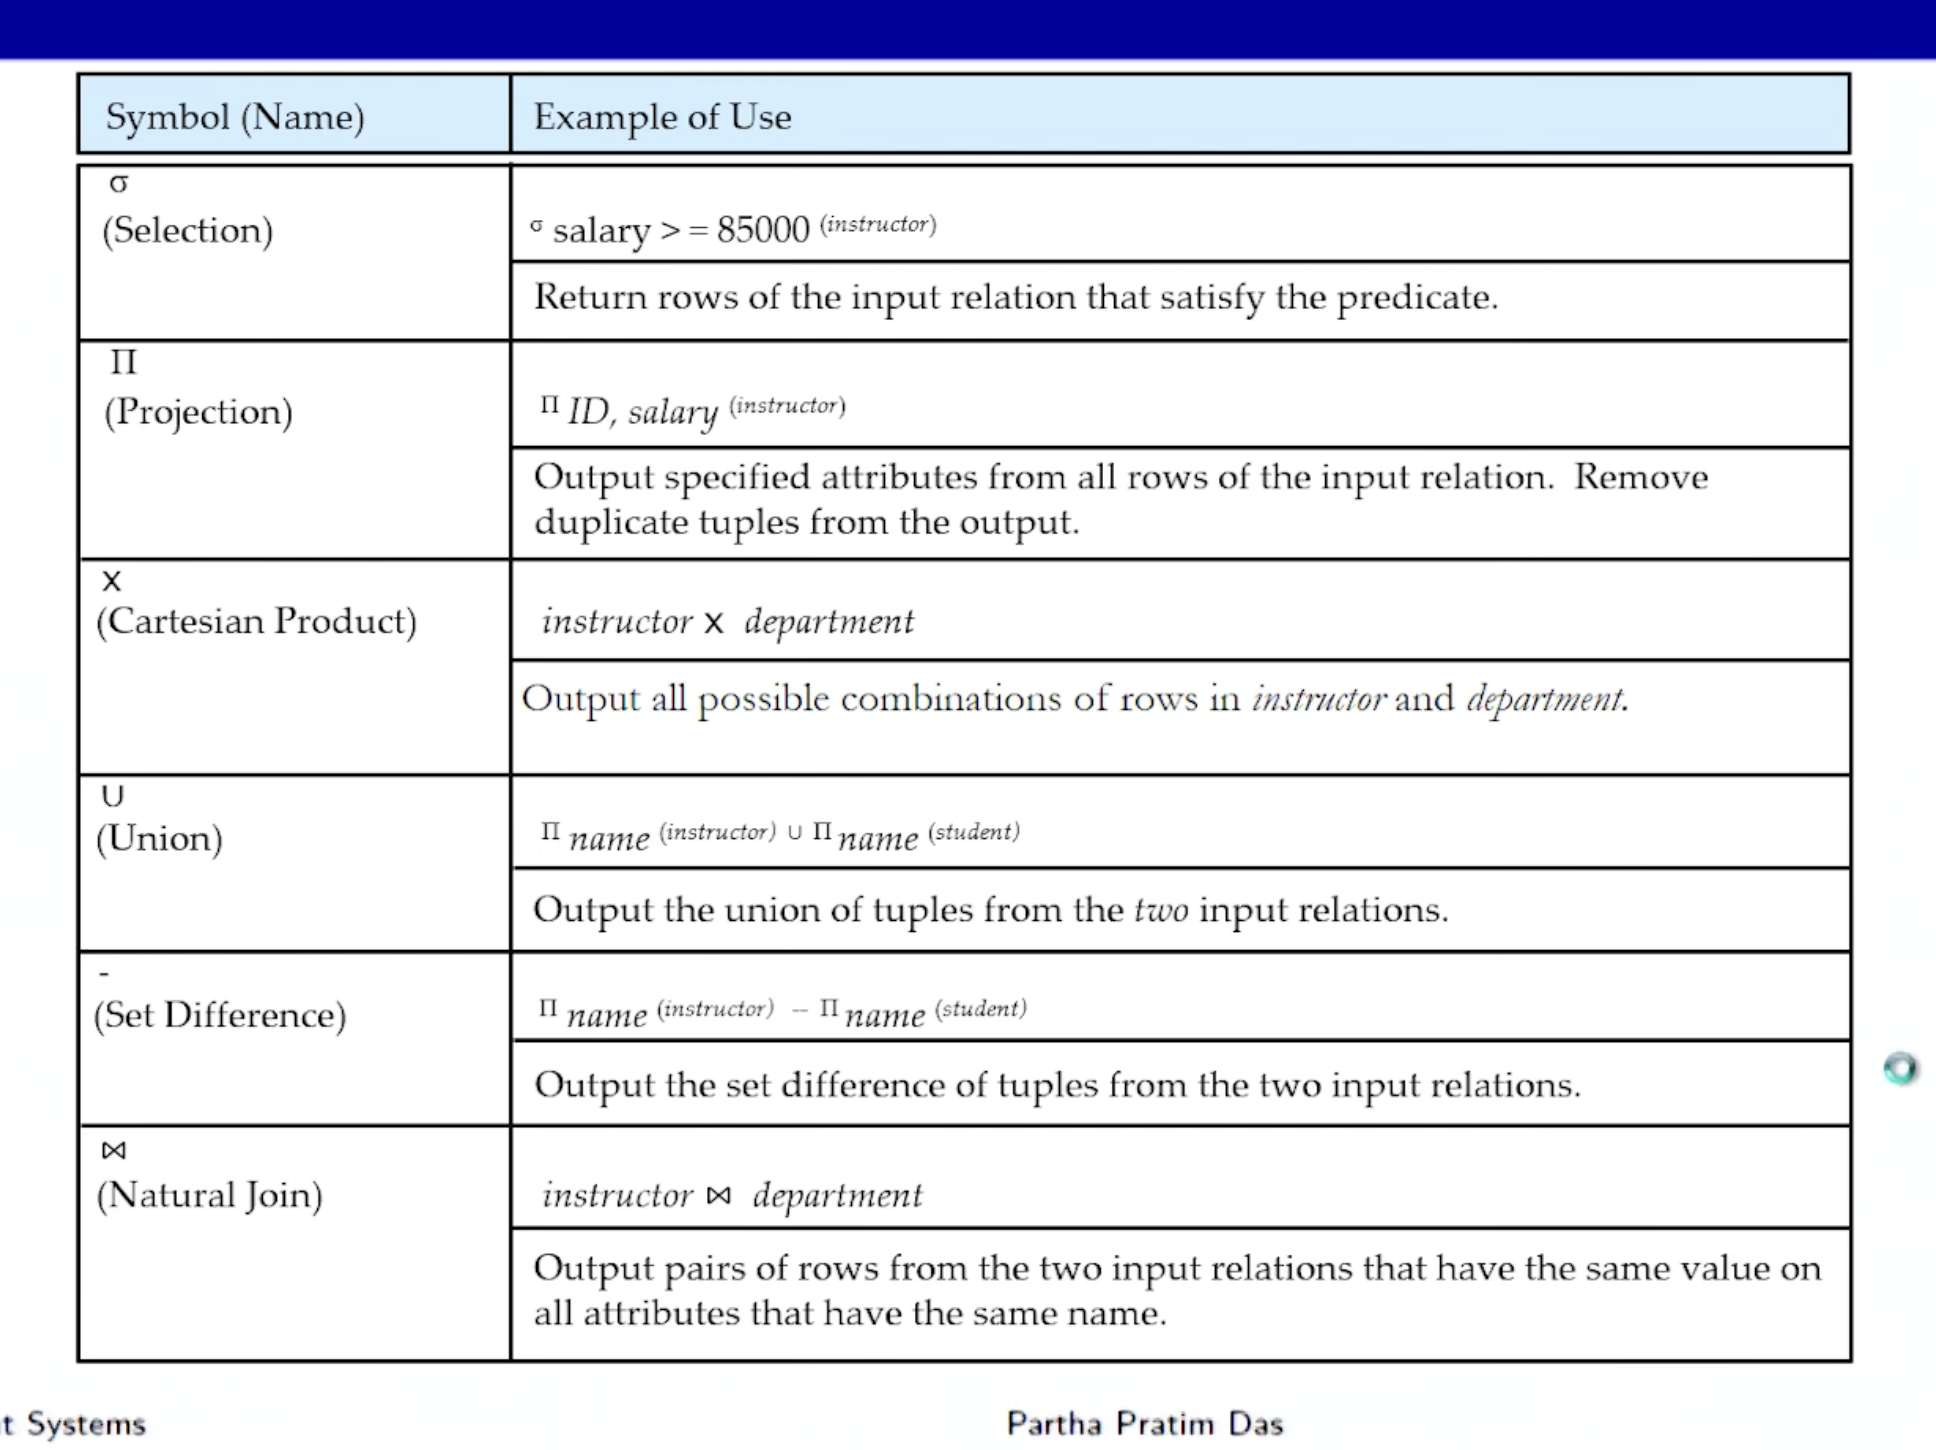 Symbol (Name)
Example of Use
σ
(Selection)
σ salary > = 85000 (instructor)
Return rows of the input relation that satisfy the predicate.
Π
(Projection)
Π ID, salary (instructor)
Output specified attributes from all rows of the input relation. Remove
duplicate tuples from the output.
x
(Cartesian Product)
instructor x department
Output all possible combinations of rows in instructor and department.
∪
(Union)
Π name (instructor) ∪ Π name (student)
Output the union of tuples from the two input relations.
-
(Set Difference)
Π name (instructor) -- Π name (student)
Output the set difference of tuples from the two input relations.
⋈
(Natural Join)
instructor ⋈ department
Output pairs of rows from the two input relations that have the same value on
all attributes that have the same name.
t Systems
Partha Pratim Das